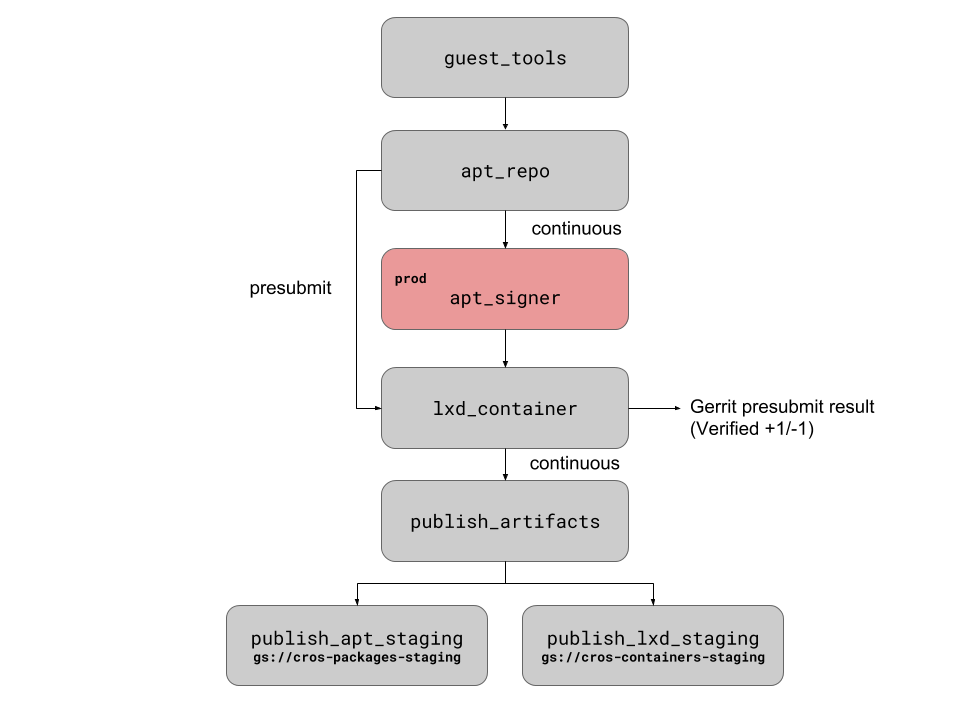 guest_tools
apt_repo
continuous
prod
apt_signer
presubmit
lxd_container
Gerrit presubmit result
(Verified +1/-1)
continuous
publish_artifacts
publish_apt_staging
gs://cros-packages-staging
publish_lxd_staging
gs://cros-containers-staging